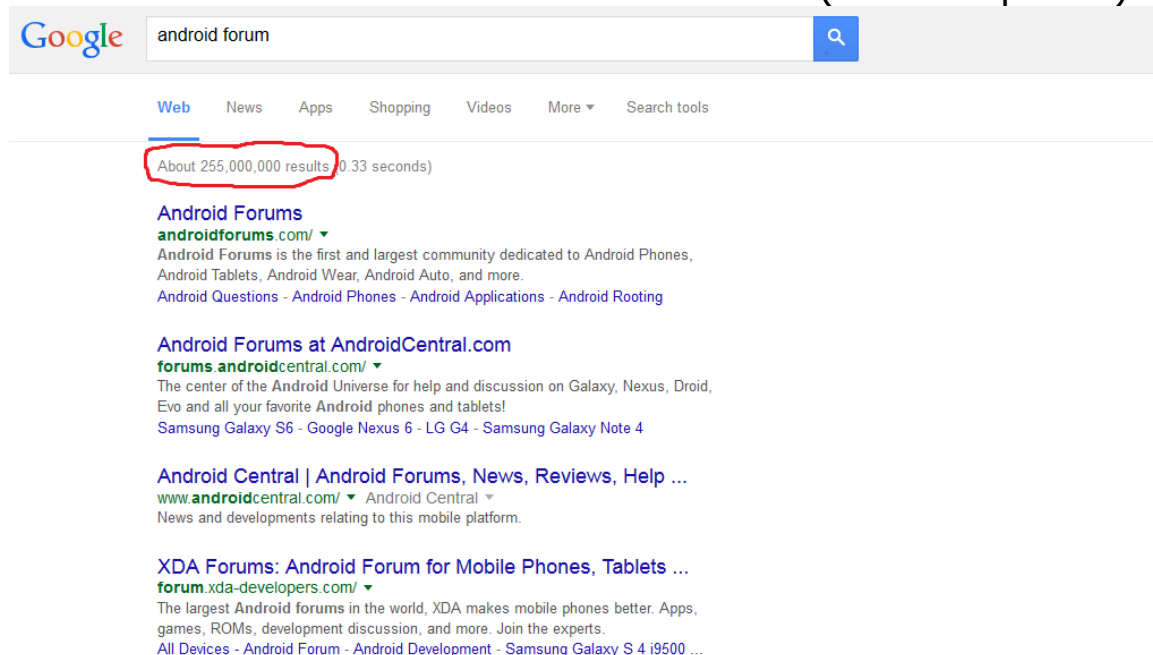 Google android forum
Web News Apps Shopping Videos More Search tools
About 255,000,000 results (0.33 seconds)
Android Forums
androidforums.com/
Android Forums is the first and largest community dedicated to Android Phones,
Android Tablets, Android Wear, Android Auto, and more.
Android Questions - Android Phones - Android Applications - Android Rooting
Android Forums at AndroidCentral.com
forums.androidcentral.com/
The center of the Android Universe for help and discussion on Galaxy, Nexus, Droid,
Evo and all your favorite Android phones and tablets!
Samsung Galaxy S6 - Google Nexus 6 - LG G4 - Samsung Galaxy Note 4
Android Central | Android Forums, News, Reviews, Help ...
www.androidcentral.com/ Android Central
News and developments relating to this mobile platform.
XDA Forums: Android Forum for Mobile Phones, Tablets ...
forum.xda-developers.com/
The largest Android forums in the world, XDA makes mobile phones better. Apps,
games, ROMs, development discussion, and more. Join the experts.
All Devices - Android Forum - Android Development - Samsung Galaxy S 4 i9500 ...